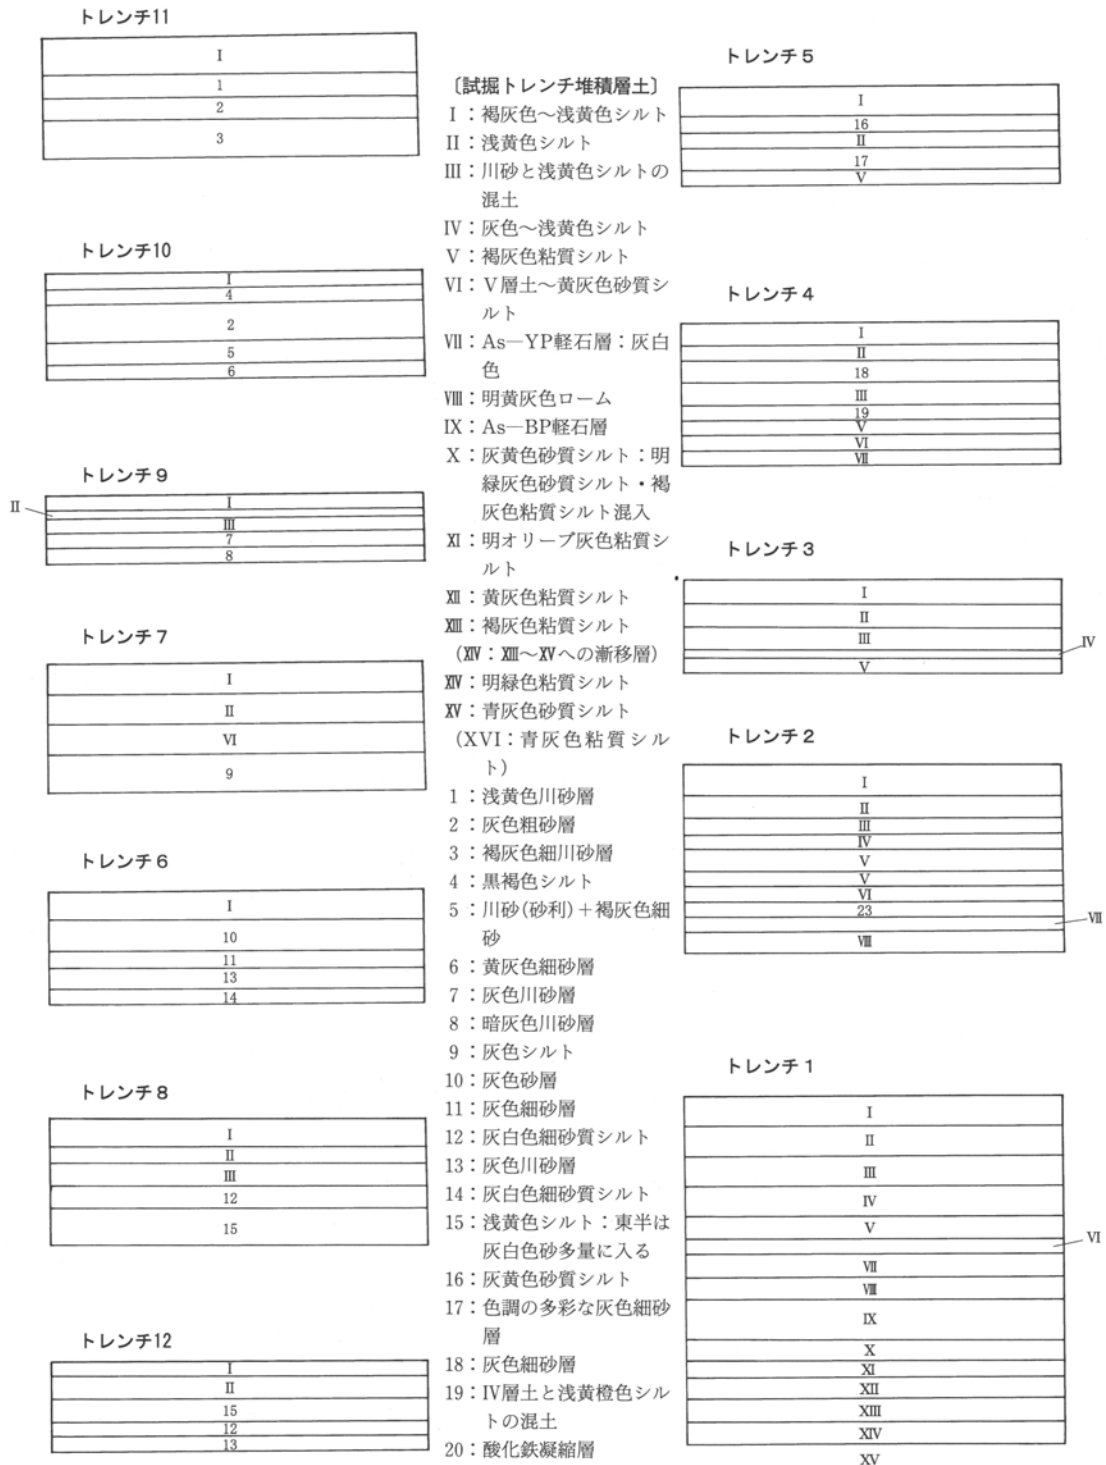 トレンチ11
I
1
2
3
トレンチ10
I
4
2
5
6
トレンチ9
II
I
III
7
8
トレンチ7
I
II
VI
9
トレンチ6
I
10
11
13
14
トレンチ8
I
II
III
12
15
トレンチ12
I
II
15
12
13
〔試掘トレンチ堆積層土〕
I：褐灰色～浅黄色シルト
II：浅黄色シルト
III：川砂と浅黄色シルトの
混土
IV：灰色～浅黄色シルト
V：褐灰色粘質シルト
VI：V層土～黄灰色砂質シ
ルト
VII：As―YP軽石層：灰白
色
VIII：明黄灰色ローム
IX：As―BP軽石層
X：灰黄色砂質シルト：明
緑灰色砂質シルト・褐
灰色粘質シルト混入
XI：明オリーブ灰色粘質シ
ルト
XII：黄灰色粘質シルト
XIII：褐灰色粘質シルト
（XIV：XIII～XVへの漸移層）
XIV：明緑色粘質シルト
XV：青灰色砂質シルト
（XVI：青灰色粘質シル
ト）
1：浅黄色川砂層
2：灰色粗砂層
3：褐灰色細川砂層
4：黒褐色シルト
5：川砂(砂利)＋褐灰色細
砂
6：黄灰色細砂層
7：灰色川砂層
8：暗灰色川砂層
9：灰色シルト
10：灰色砂層
11：灰色細砂層
12：灰白色細砂質シルト
13：灰色川砂層
14：灰白色細砂質シルト
15：浅黄色シルト：東半は
灰白色砂多量に入る
16：灰黄色砂質シルト
17：色調の多彩な灰色細砂
層
18：灰色細砂層
19：IV層土と浅黄橙色シル
トの混土
20：酸化鉄凝縮層
トレンチ5
I
16
II
17
V
トレンチ4
I
II
18
III
19
V
VI
VII
トレンチ3
I
II
III
IV
V
トレンチ2
I
II
III
IV
V
V
VI
23
VII
VIII
トレンチ1
I
II
III
IV
V
VI
VII
VIII
IX
X
XI
XII
XIII
XIV
XV